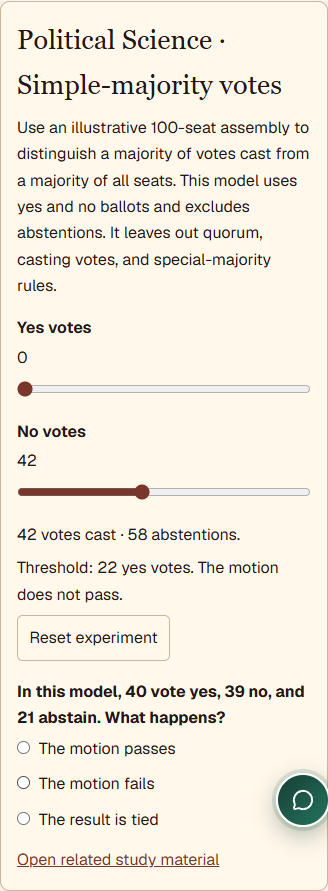 Political Science ·
Simple-majority votes
Use an illustrative 100-seat assembly to
distinguish a majority of votes cast from
a majority of all seats. This model uses
yes and no ballots and excludes
abstentions. It leaves out quorum,
casting votes, and special-majority
rules.
Yes votes
0
No votes
42
42 votes cast · 58 abstentions.
Threshold: 22 yes votes. The motion
does not pass.
Reset experiment
In this model, 40 vote yes, 39 no, and
21 abstain. What happens?
The motion passes
The motion fails
The result is tied
Open related study material